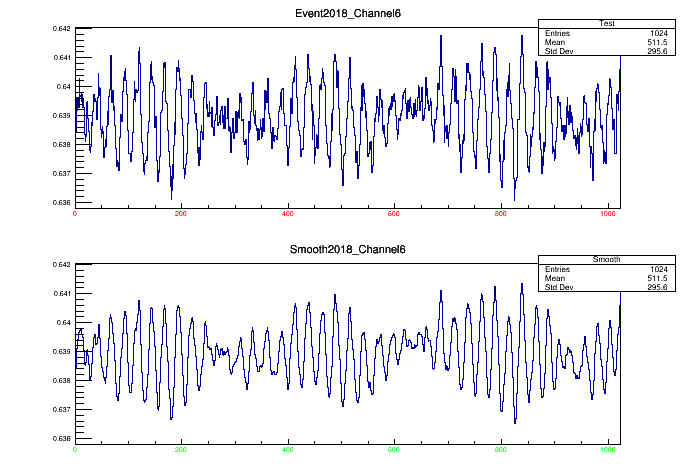 Event2018_Channel6
Test
Entries 1024
Mean 511.5
Std Dev 295.6
0.642
0.641
0.64
0.639
0.638
0.637
0.636
0 200 400 600 800 1000
Smooth2018_Channel6
Smooth
Entries 1024
Mean 511.5
Std Dev 295.6
0.642
0.641
0.64
0.639
0.638
0.637
0.636
0 200 400 600 800 1000